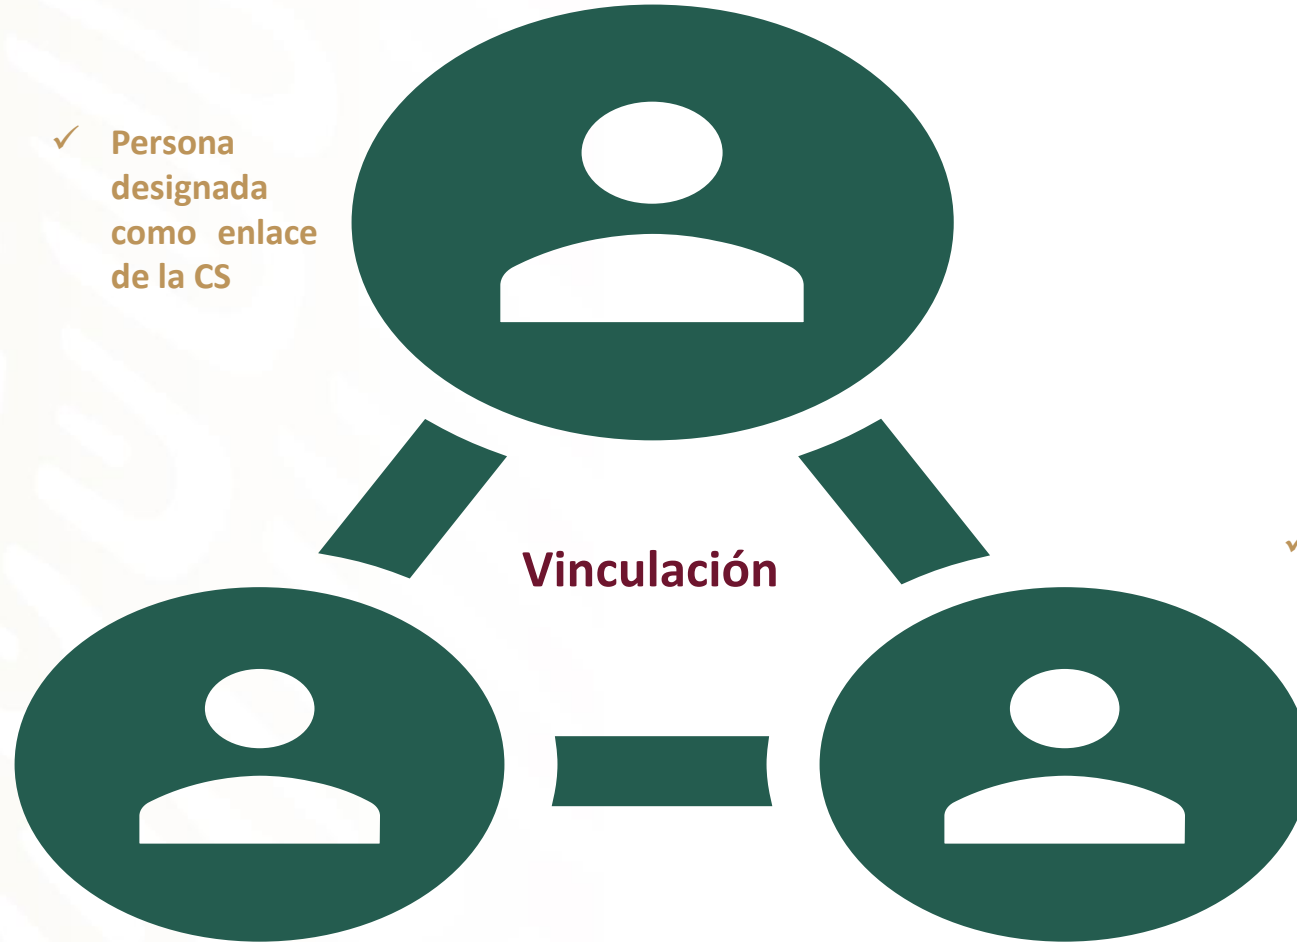 ✓ Persona
designada
como enlace
de la CS
Vinculación
✓